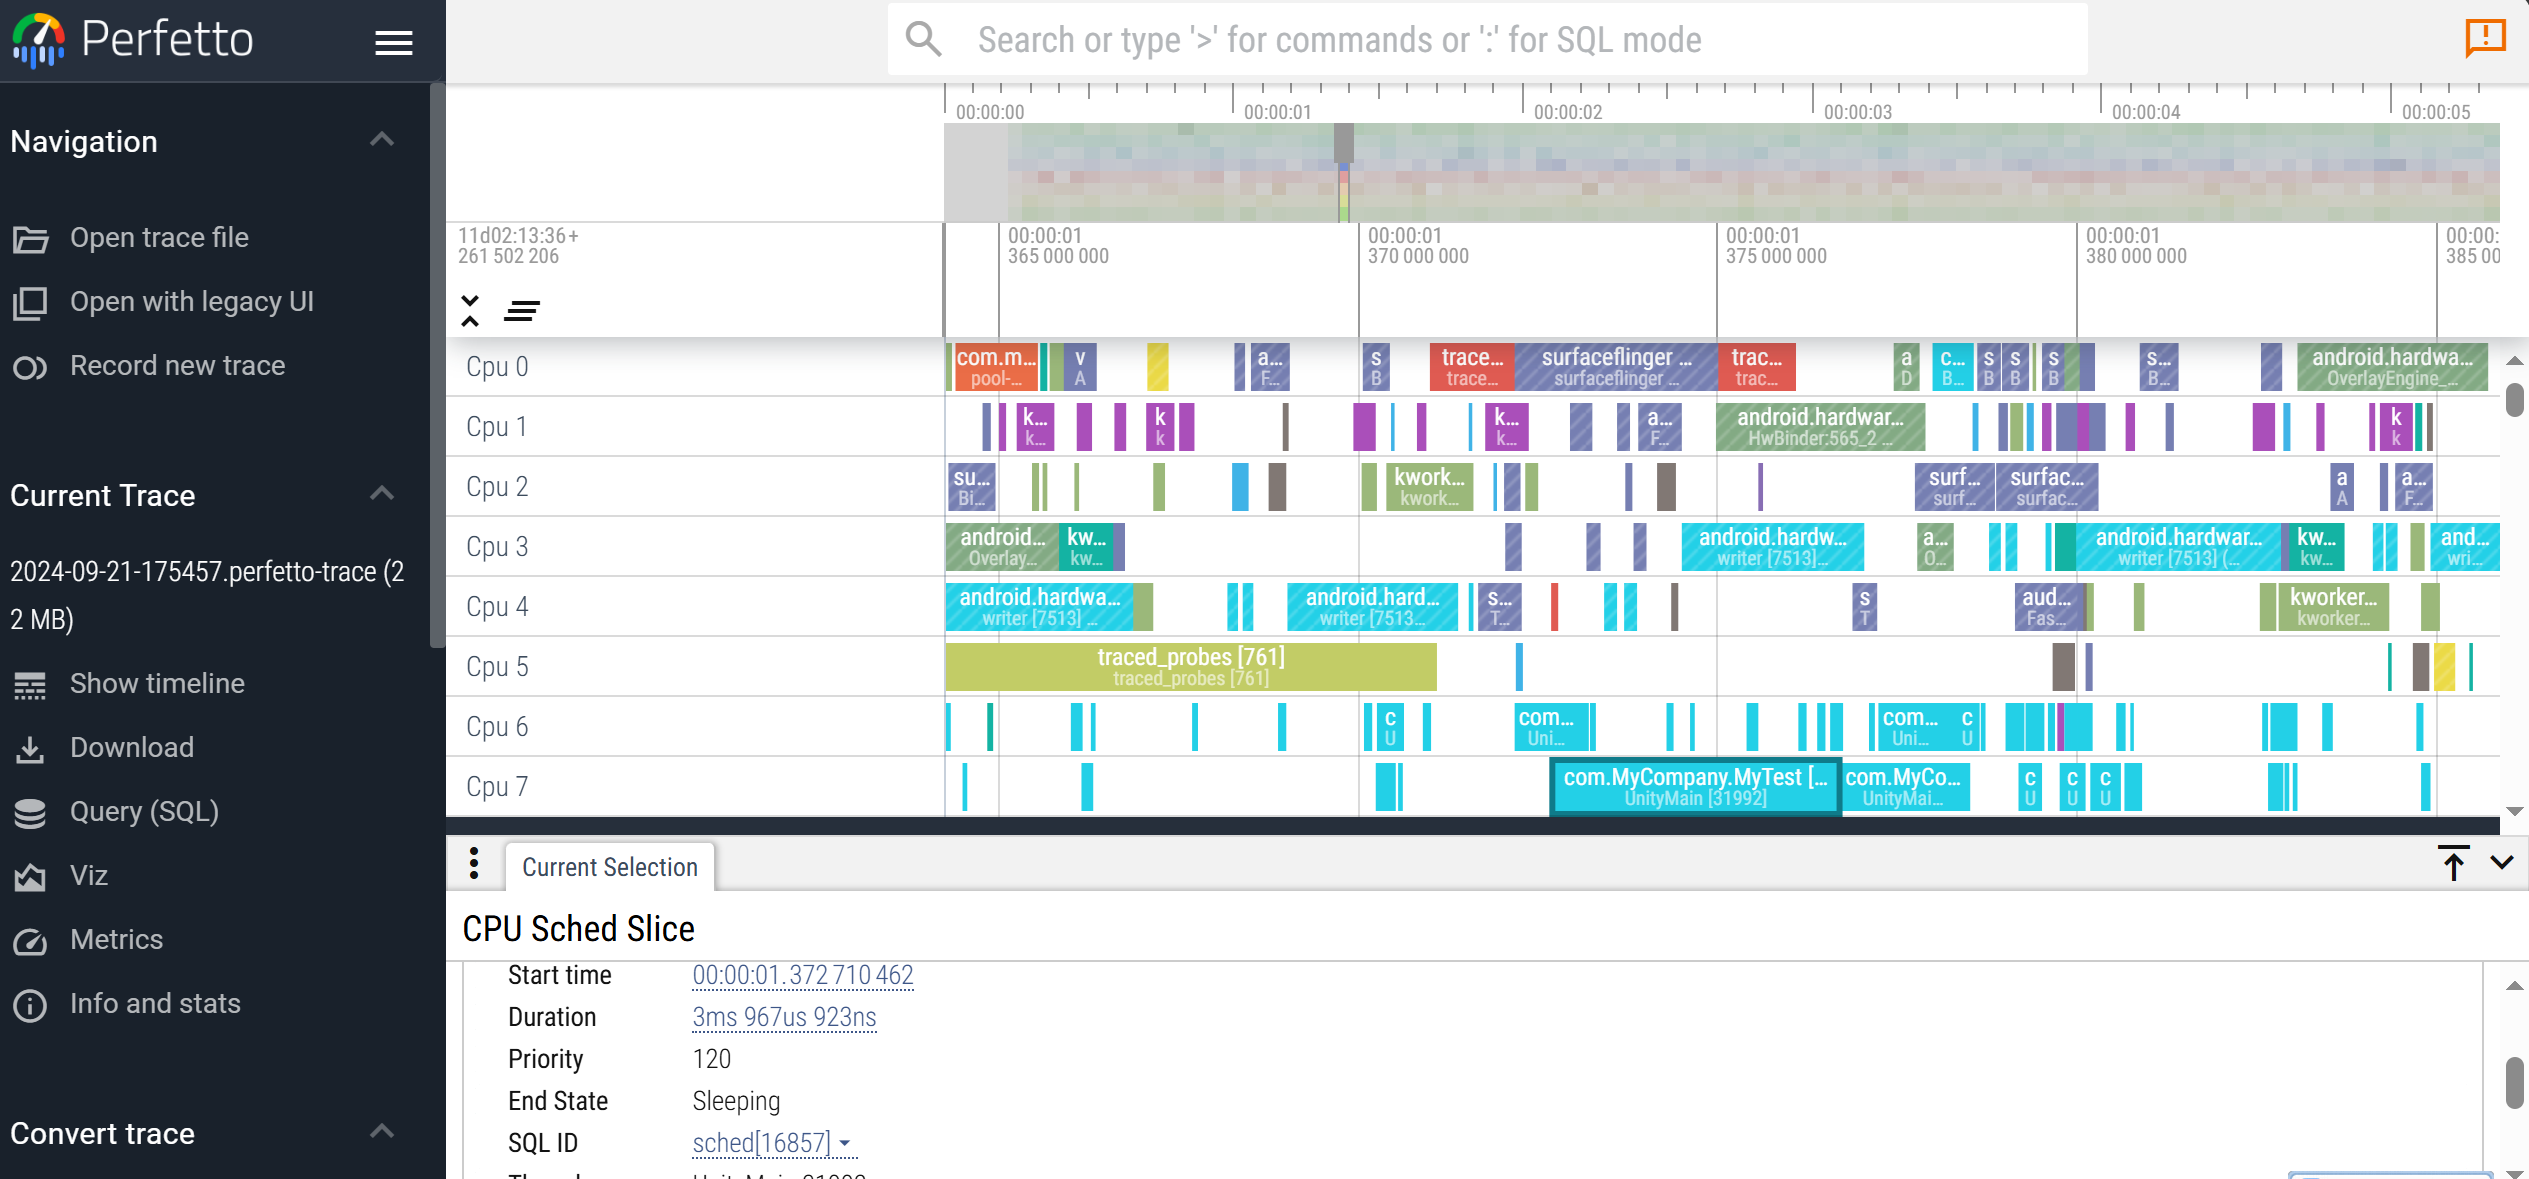 Perfetto
Search or type '>' for commands or ':' for SQL mode
Navigation
Open trace file
Open with legacy UI
Record new trace
Current Trace
2024-09-21-175457.perfetto-trace (2
2 MB)
Show timeline
Download
Query (SQL)
Viz
Metrics
Info and stats
Convert trace
00:00:00 00:00:01 00:00:02 00:00:03 00:00:04 00:00:05
11d02:13:36+ 00:00:01 00:00:01 00:00:01 00:00:01 00:00:
261 502 206 365 000 000 370 000 000 375 000 000 380 000 000 385 00
Cpu 0 com.m... v a... s trace... surfaceflinger ... trac... a c... s s s s... android.hardwa...
pool-... A F... B trace... surfaceflinger ... trac... D B... B B B B... OverlayEngine_...
Cpu 1 k... k k... a... android.hardwar... k
k... k k... F... HwBinder:565_2 ... k
Cpu 2 su... kwork... surf... surfac... a a...
Bi... kwork... surf... surfac... A F...
Cpu 3 android... kw... android.hardw... a... android.hardwar... kw... and...
Overlay... kw... writer [7513]... O... writer [7513] (... kw... wri...
Cpu 4 android.hardwa... android.hard... s... s aud... kworker...
writer [7513] ... writer [7513... T... T Fas... kworker...
Cpu 5 traced_probes [761]
traced_probes [761]
Cpu 6 c com... com... c
U Uni... Uni... U
Cpu 7 com.MyCompany.MyTest [... com.MyCo... c c c
UnityMain [31992] UnityMai... U U U
Current Selection
CPU Sched Slice
Start time 00:00:01.372 710 462
Duration 3ms 967us 923ns
Priority 120
End State Sleeping
SQL ID sched[16857]